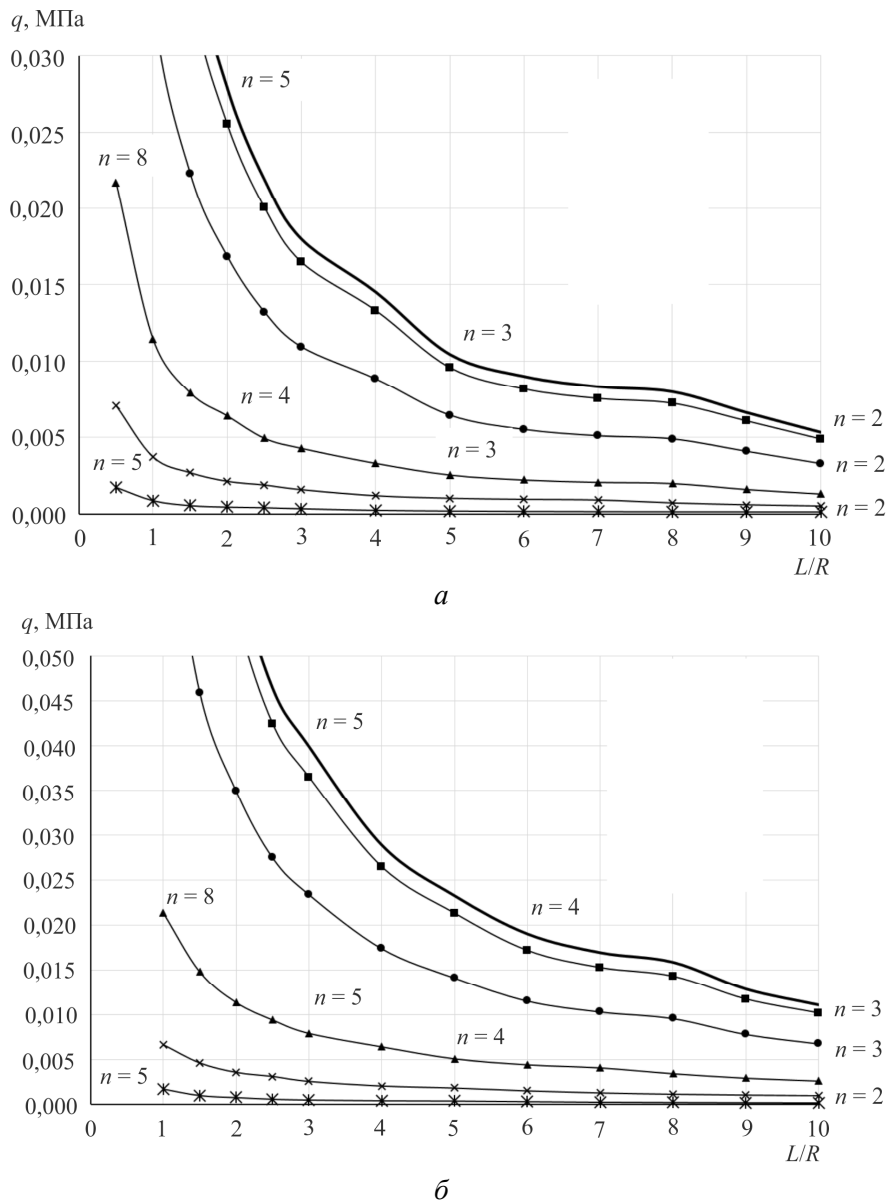 q, МПа
0,030
n = 5
0,025
n = 8
0,020
0,015
n = 3
0,010
n = 4
n = 3
n = 2
0,005
n = 5
n = 2
0,000
n = 2
0 1 2 3 4 5 6 7 8 9 10
L/R
а
q, МПа
0,050
0,045
n = 5
0,040
0,035
0,030
0,025
n = 8
n = 4
0,020
0,015
n = 5
0,010
n = 3
n = 4
n = 3
0,005
n = 5
n = 2
0,000
0 1 2 3 4 5 6 7 8 9 10
L/R
б